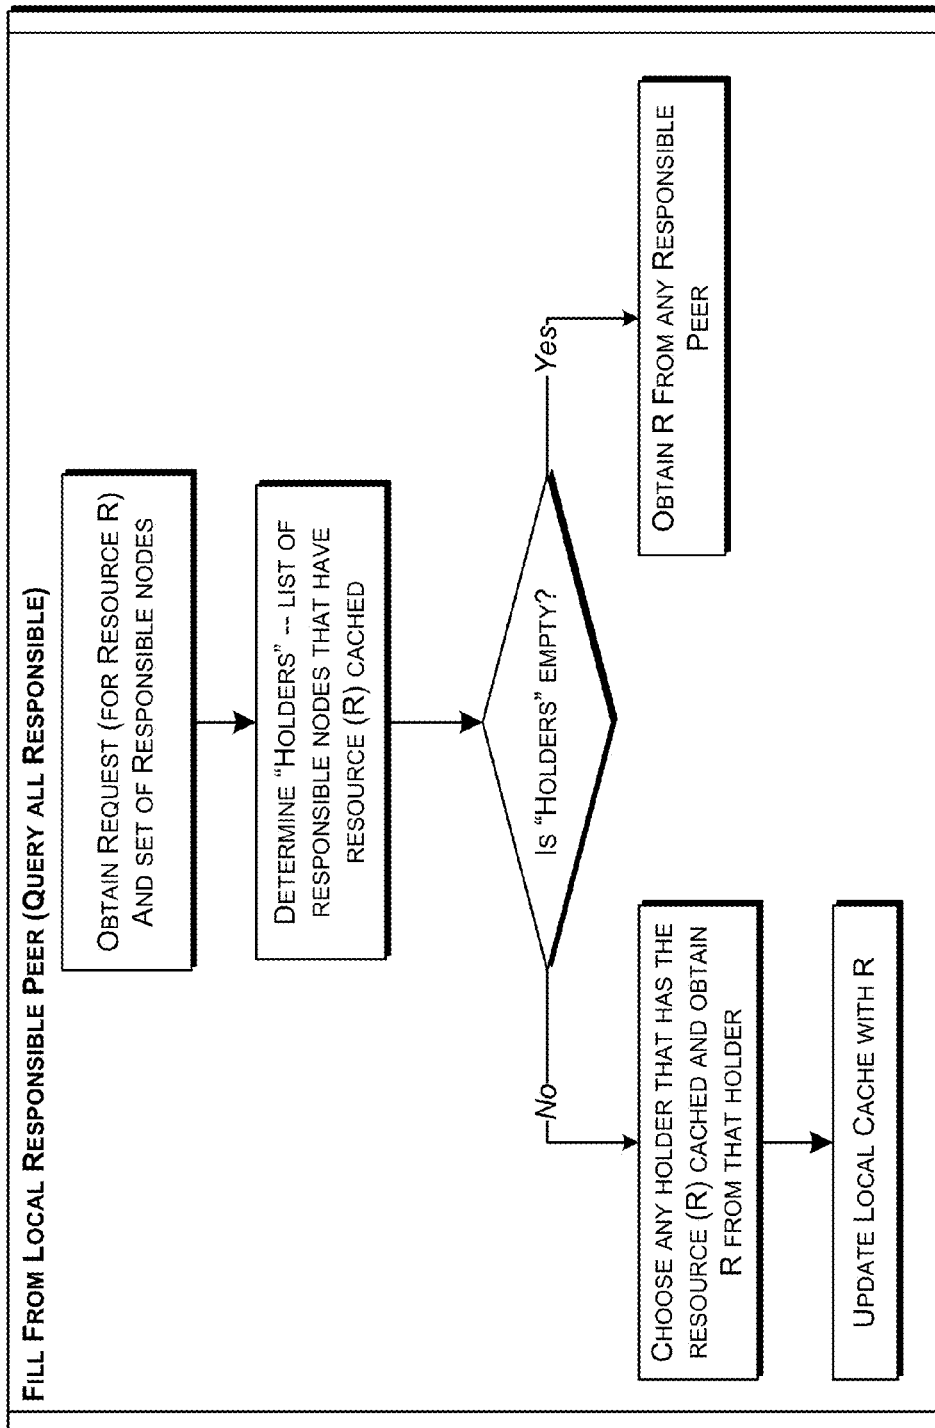 FILL FROM LOCAL RESPONSIBLE PEER (QUERY ALL RESPONSIBLE)
OBTAIN REQUEST (FOR RESOURCE R)
AND SET OF RESPONSIBLE NODES
DETERMINE “HOLDERS” -- LIST OF
RESPONSIBLE NODES THAT HAVE
RESOURCE (R) CACHED
IS “HOLDERS” EMPTY?
No
Yes
CHOOSE ANY HOLDER THAT HAS THE
RESOURCE (R) CACHED AND OBTAIN
R FROM THAT HOLDER
UPDATE LOCAL CACHE WITH R
OBTAIN R FROM ANY RESPONSIBLE
PEER